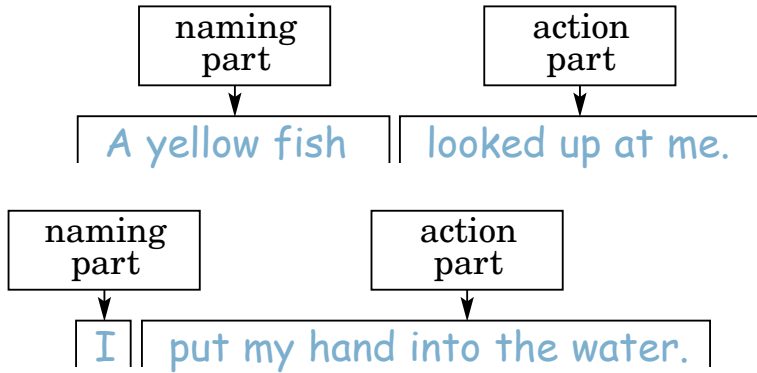 naming part action part
A yellow fish looked up at me.
naming part action part
I put my hand into the water.